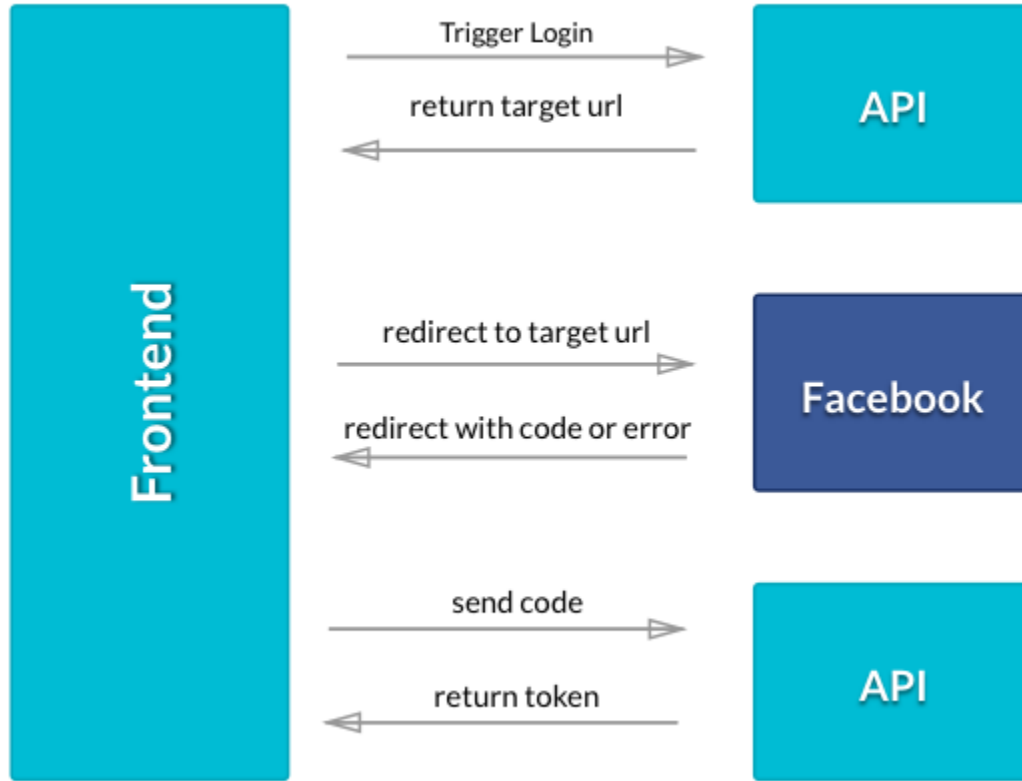 Trigger Login
return target url
API
Frontend
redirect to target url
redirect with code or error
Facebook
send code
return token
API